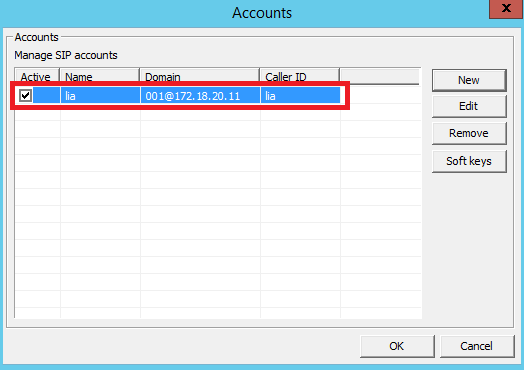 Accounts
x
Accounts
Manage SIP accounts
Active Name Domain Caller ID
lia 001@172.18.20.11 lia
New
Edit
Remove
Soft keys
OK Cancel